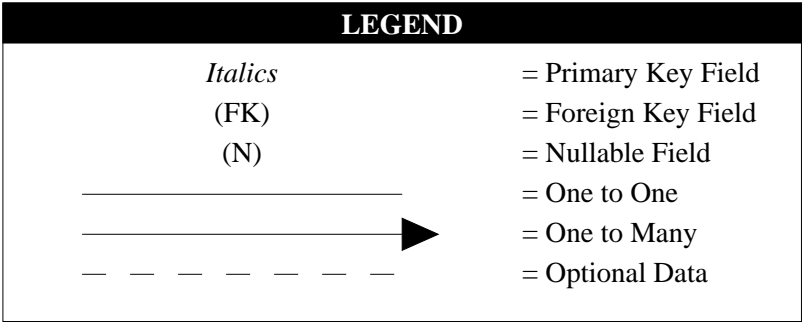 LEGEND
Italics = Primary Key Field
(FK) = Foreign Key Field
(N) = Nullable Field
= One to One
= One to Many
= Optional Data